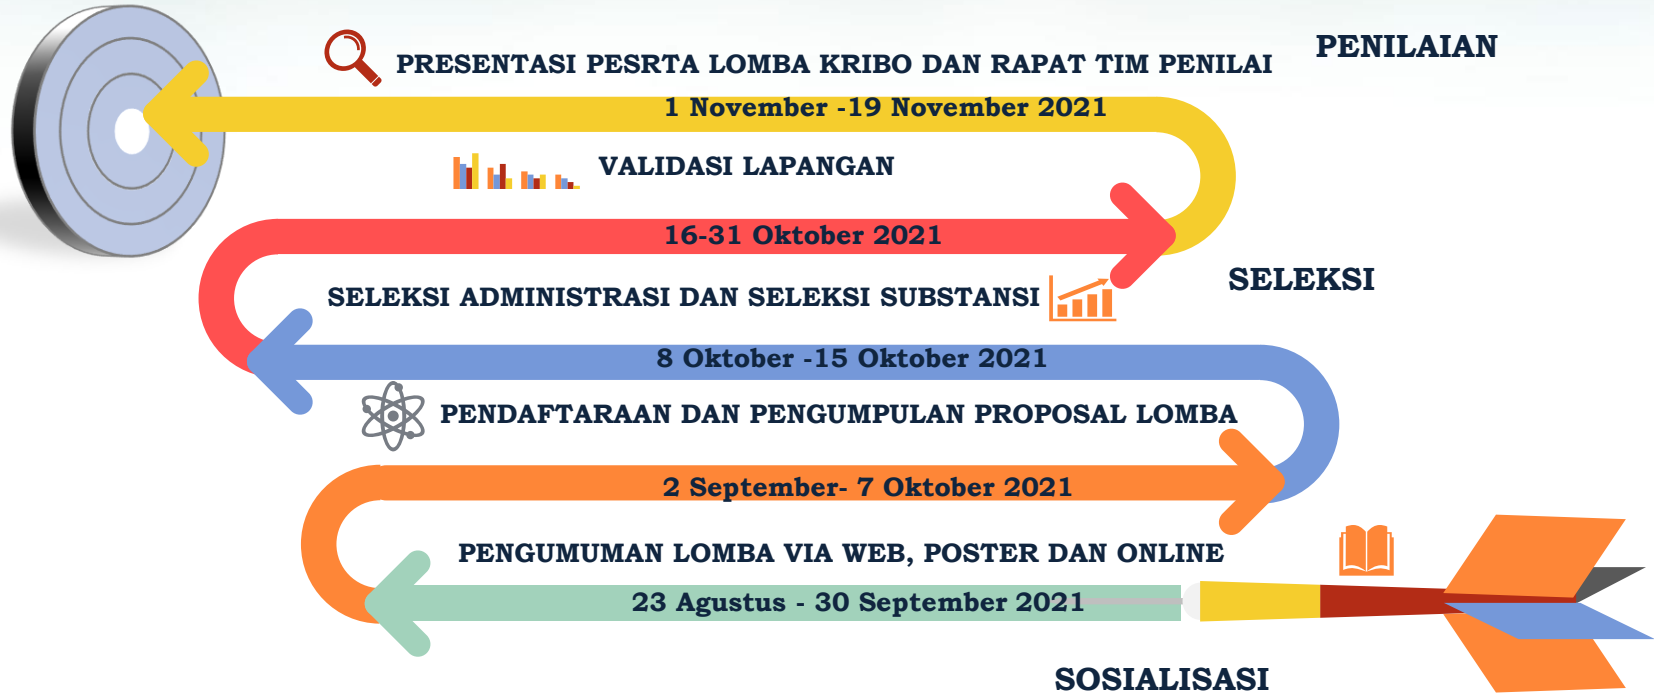 PENILAIAN
PRESENTASI PESRTA LOMBA KRIBO DAN RAPAT TIM PENILAI
1 November -19 November 2021
VALIDASI LAPANGAN
16-31 Oktober 2021
SELEKSI
SELEKSI ADMINISTRASI DAN SELEKSI SUBSTANSI
8 Oktober -15 Oktober 2021
PENDAFTARAAN DAN PENGUMPULAN PROPOSAL LOMBA
2 September- 7 Oktober 2021
PENGUMUMAN LOMBA VIA WEB, POSTER DAN ONLINE
23 Agustus - 30 September 2021
SOSIALISASI